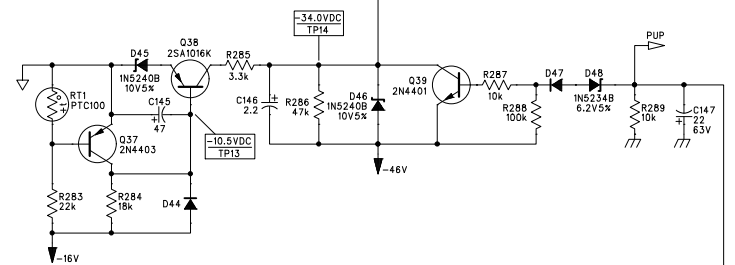 -34.0VDC
TP14
PUP
Q38
2SA1016K
D45
1N5240B
10V5%
R285
3.3k
Q39
2N4401
R287
10k
D47
D48
1N5234B
6.2V5%
RT1
PTC100
+t
C145
+
47
C146
+
2.2
R286
47k
D46
1N5240B
10V5%
R288
100k
R289
10k
C147
+
22
63V
Q37
2N4403
-10.5VDC
TP13
-46V
R283
22k
R284
18k
D44
-16V